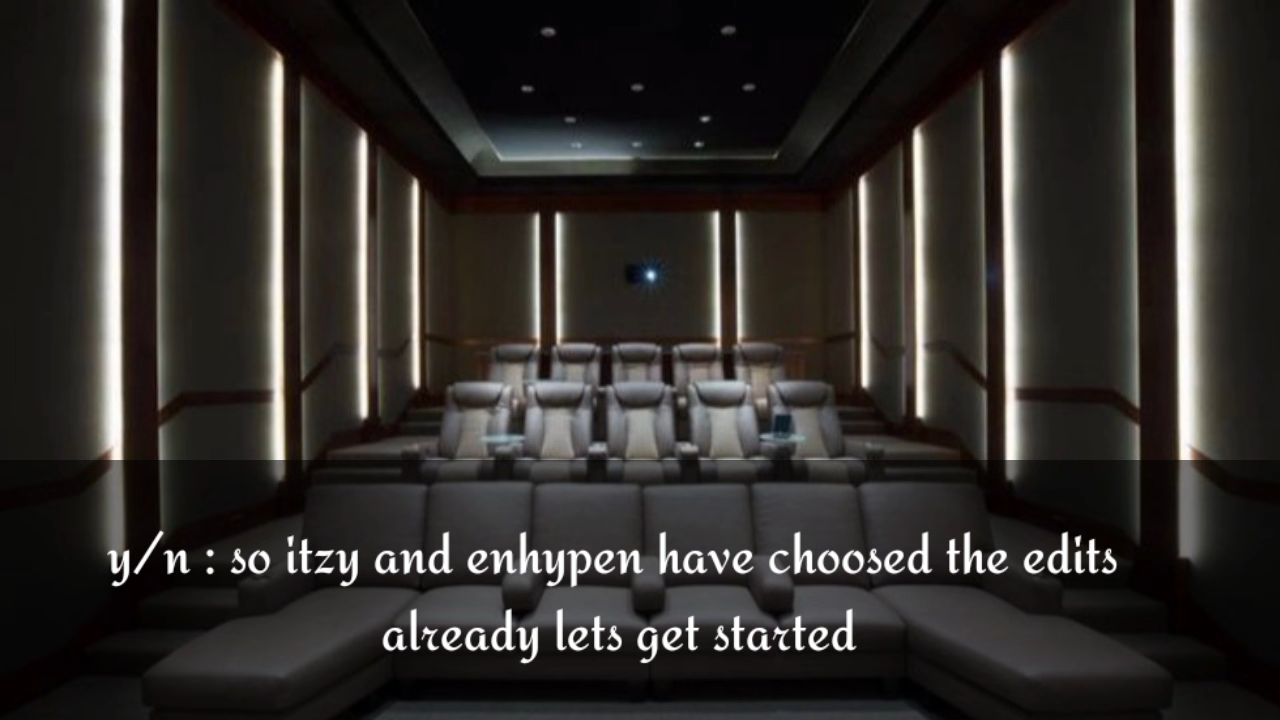 y/n : so itzy and enhypen have choosed the edits
already lets get started